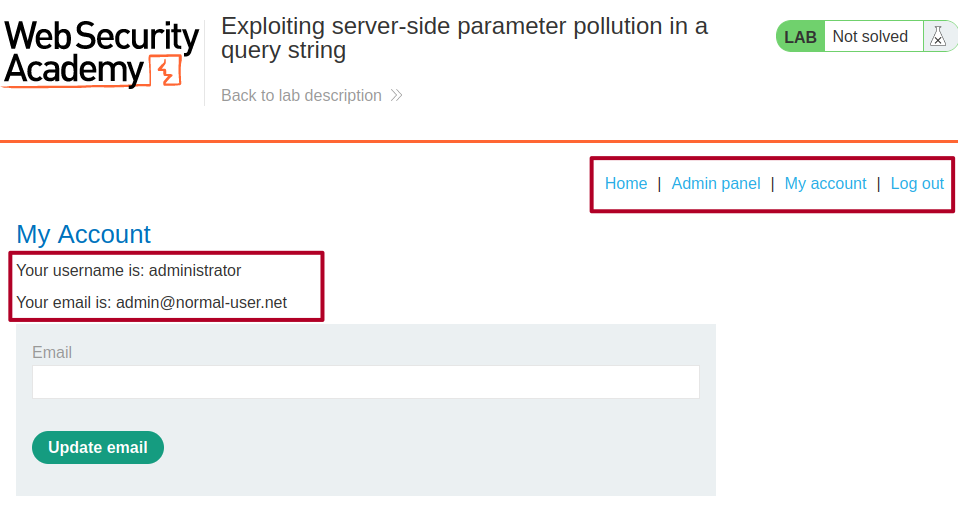 Web Security
Academy
Exploiting server-side parameter pollution in a
query string
Back to lab description
LAB Not solved
Home | Admin panel | My account | Log out
My Account
Your username is: administrator
Your email is: admin@normal-user.net
Email
Update email